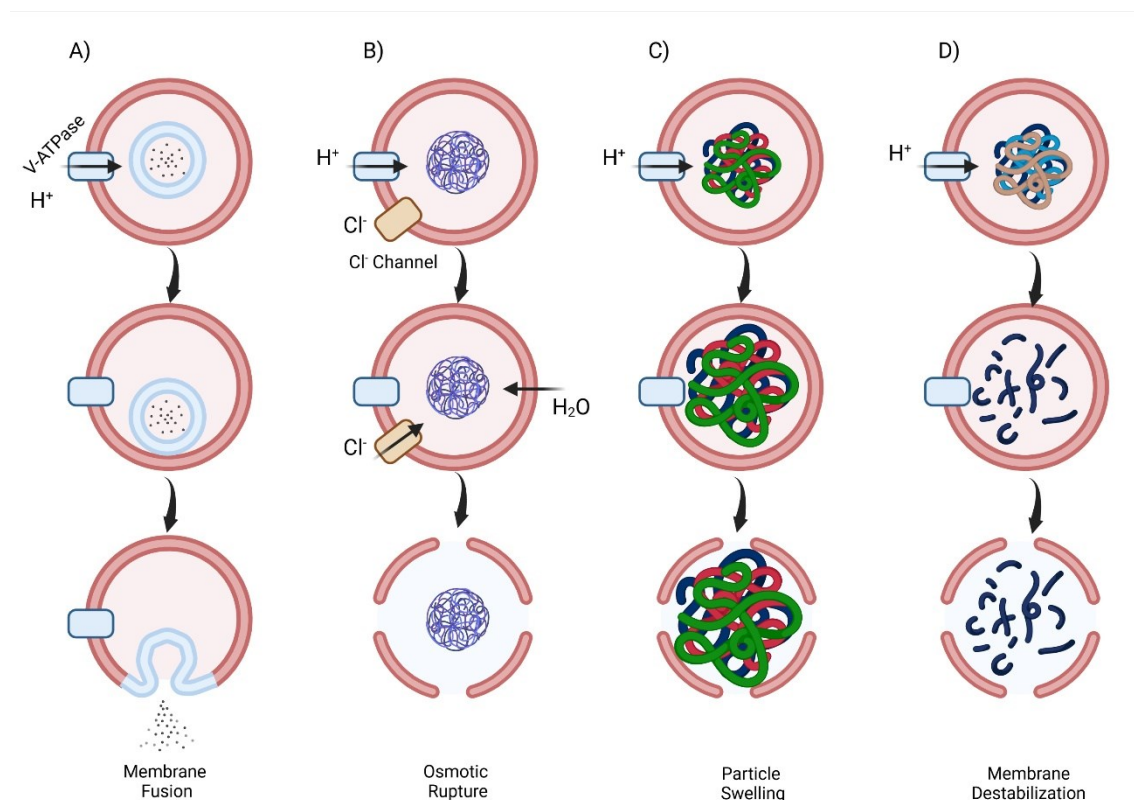 A)
B)
C)
D)
V-ATPase
H⁺
H⁺
Cl⁻
Cl⁻ Channel
H⁺
H⁺
Cl⁻
H₂O
Membrane
Fusion
Osmotic
Rupture
Particle
Swelling
Membrane
Destabilization